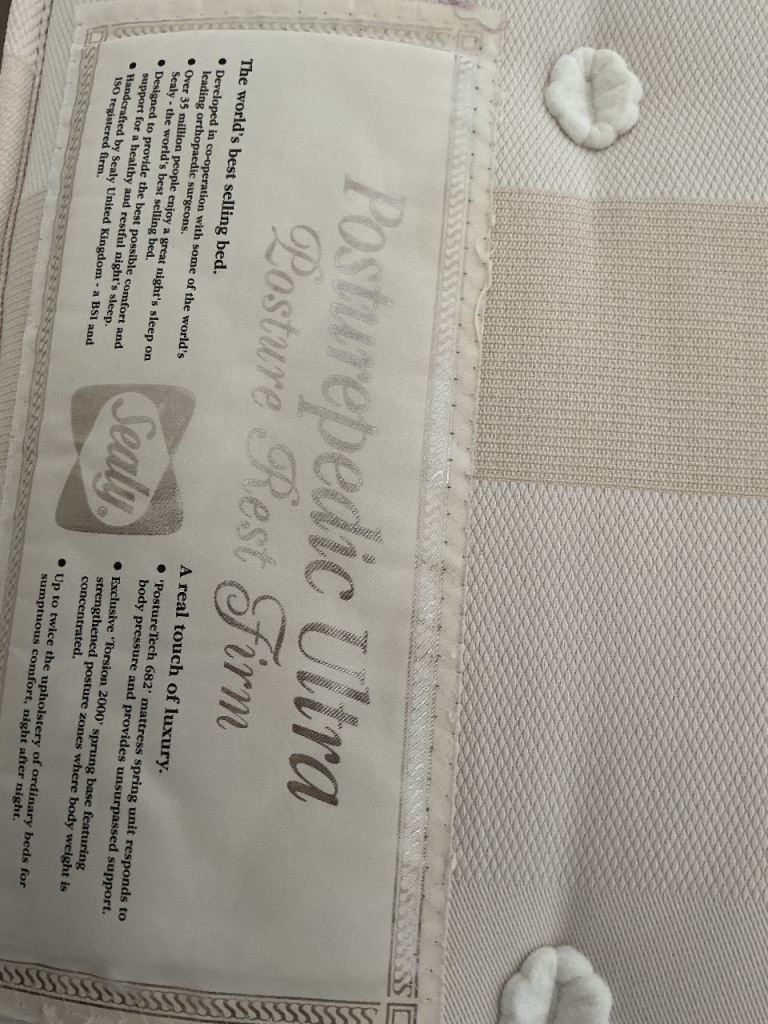 Posturepedic Ultra
Posture Rest Firm
The world's best selling bed.
• Developed in co-operation with some of the world's
leading orthopaedic surgeons.
• Over 35 million people enjoy a great night's sleep on
Sealy - the world's best selling bed.
• Designed to provide the best possible comfort and
support for a healthy and restful night's sleep.
• Handcrafted by Sealy United Kingdom - a BSI and
ISO registered firm.
Sealy®
A real touch of luxury.
• 'PostureTech 682' mattress spring unit responds to
body pressure and provides unsurpassed support.
• Exclusive 'Torsion 2000' sprung base featuring
strengthened posture zones where body weight is
concentrated.
• Up to twice the upholstery of ordinary beds for
sumptuous comfort, night after night.